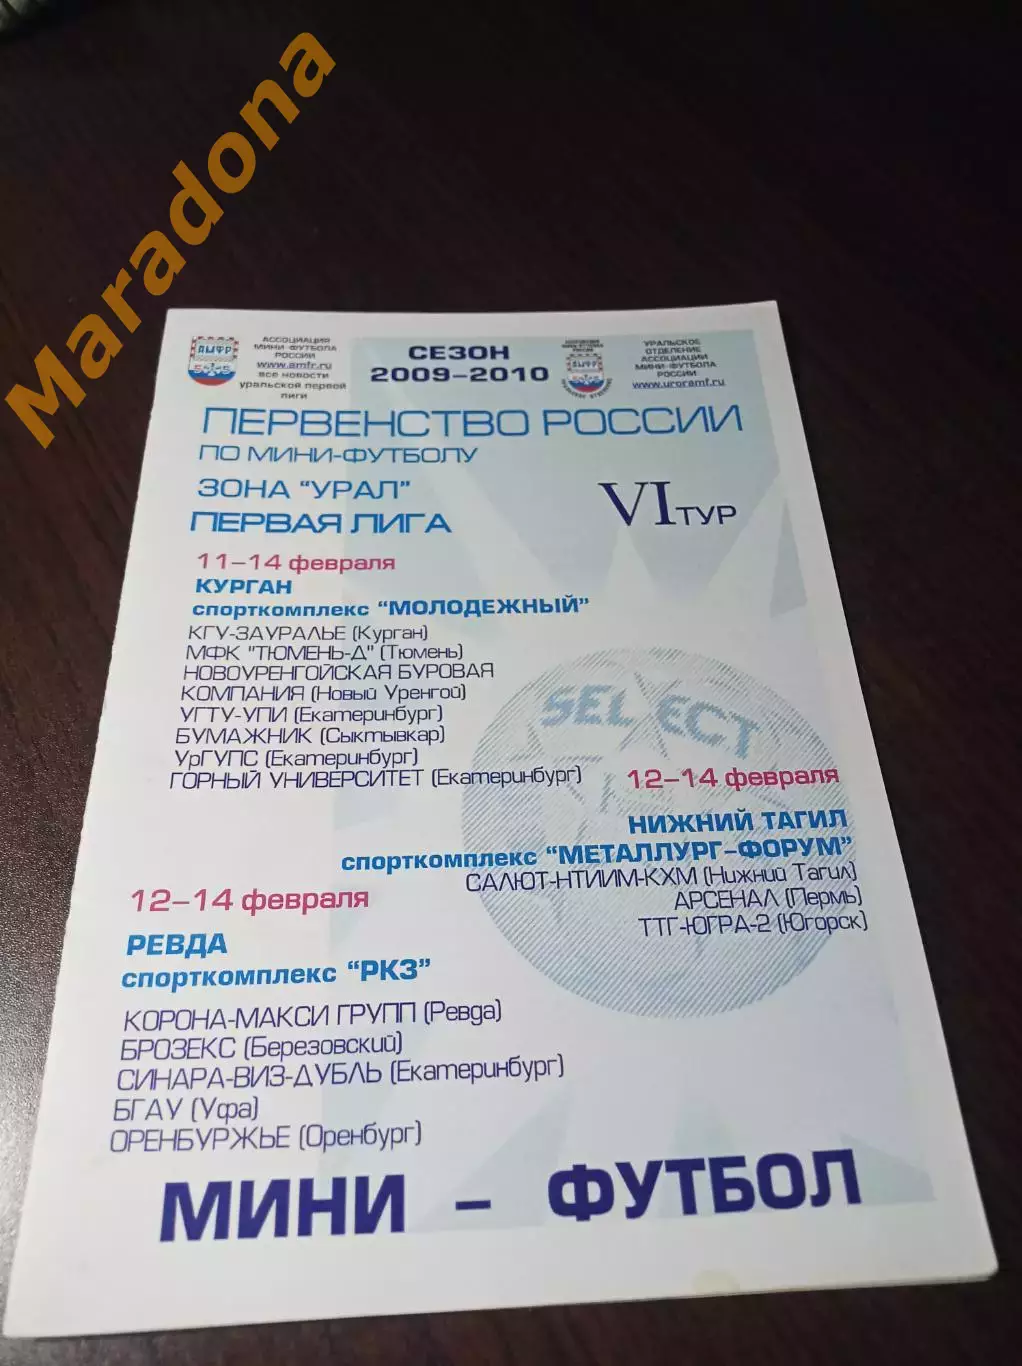 Maradona
АССОЦИАЦИЯ
МИНИ-ФУТБОЛА
РОССИИ
www.amfr.ru
все новости
уральской первой
лиги
СЕЗОН
2009-2010
УРАЛЬСКОЕ
ОТДЕЛЕНИЕ
АССОЦИАЦИИ
МИНИ-ФУТБОЛА
РОССИИ
www.uroramf.ru
ПЕРВЕНСТВО РОССИИ
ПО МИНИ-ФУТБОЛУ
ЗОНА "УРАЛ"
ПЕРВАЯ ЛИГА
VI ТУР
11-14 февраля
КУРГАН
спорткомплекс "МОЛОДЕЖНЫЙ"
КГУ-ЗАУРАЛЬЕ (Курган)
МФК "ТЮМЕНЬ-Д" (Тюмень)
НОВОУРЕНГОЙСКАЯ БУРОВАЯ
КОМПАНИЯ (Новый Уренгой)
УГТУ-УПИ (Екатеринбург)
БУМАЖНИК (Сыктывкар)
УрГУПС (Екатеринбург)
ГОРНЫЙ УНИВЕРСИТЕТ (Екатеринбург)
SELECT
12-14 февраля
НИЖНИЙ ТАГИЛ
спорткомплекс "МЕТАЛЛУРГ-ФОРУМ"
САЛЮТ-НТИИМ-КХМ (Нижний Тагил)
АРСЕНАЛ (Пермь)
ТТГ-ЮГРА-2 (Югорск)
12-14 февраля
РЕВДА
спорткомплекс "РКЗ"
КОРОНА-МАКСИ ГРУПП (Ревда)
БРОЗЕКС (Березовский)
СИНАРА-ВИЗ-ДУБЛЬ (Екатеринбург)
БГАУ (Уфа)
ОРЕНБУРЖЬЕ (Оренбург)
МИНИ - ФУТБОЛ